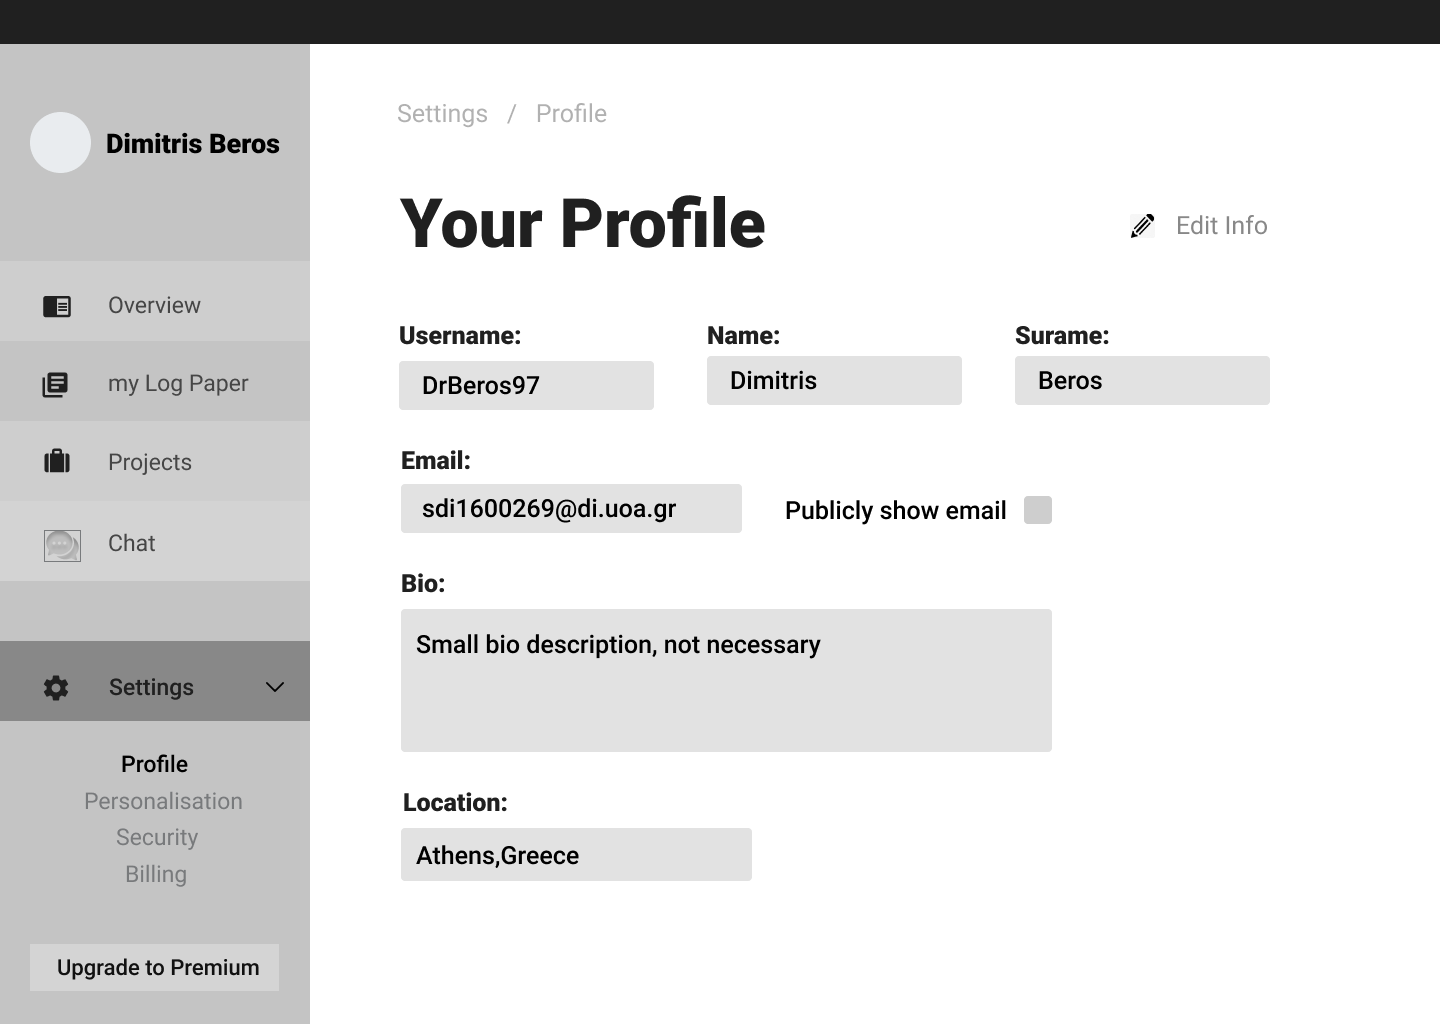 Dimitris Beros
Overview
my Log Paper
Projects
Chat
Settings
Profile
Personalisation
Security
Billing
Upgrade to Premium
Settings / Profile
Your Profile
Edit Info
Username:
DrBeros97
Name:
Dimitris
Surame:
Beros
Email:
sdi1600269@di.uoa.gr
Publicly show email
Bio:
Small bio description, not necessary
Location:
Athens,Greece